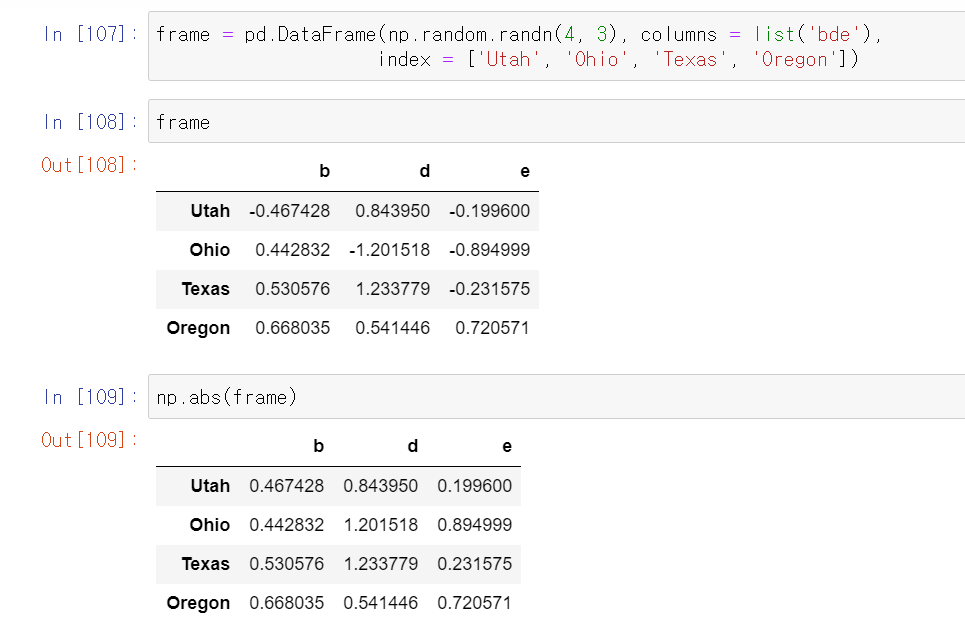 In [107]: frame = pd.DataFrame(np.random.randn(4, 3), columns = list('bde'),
index = ['Utah', 'Ohio', 'Texas', 'Oregon'])
In [108]: frame
Out[108]:
b d e
Utah -0.467428 0.843950 -0.199600
Ohio 0.442832 -1.201518 -0.894999
Texas 0.530576 1.233779 -0.231575
Oregon 0.668035 0.541446 0.720571
In [109]: np.abs(frame)
Out[109]:
b d e
Utah 0.467428 0.843950 0.199600
Ohio 0.442832 1.201518 0.894999
Texas 0.530576 1.233779 0.231575
Oregon 0.668035 0.541446 0.720571